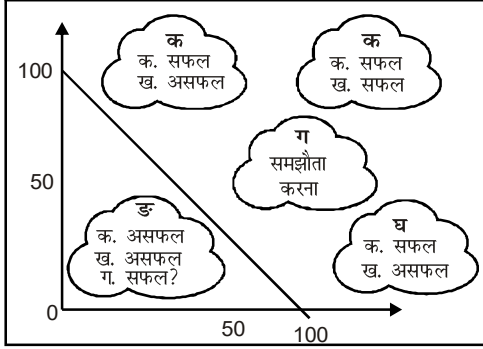 क
क. सफल
ख. असफल
क
क. सफल
ख. सफल
100
ग
समझौता
करना
50
ङ
क. असफल
ख. असफल
ग. सफल?
घ
क. सफल
ख. असफल
0
50
100